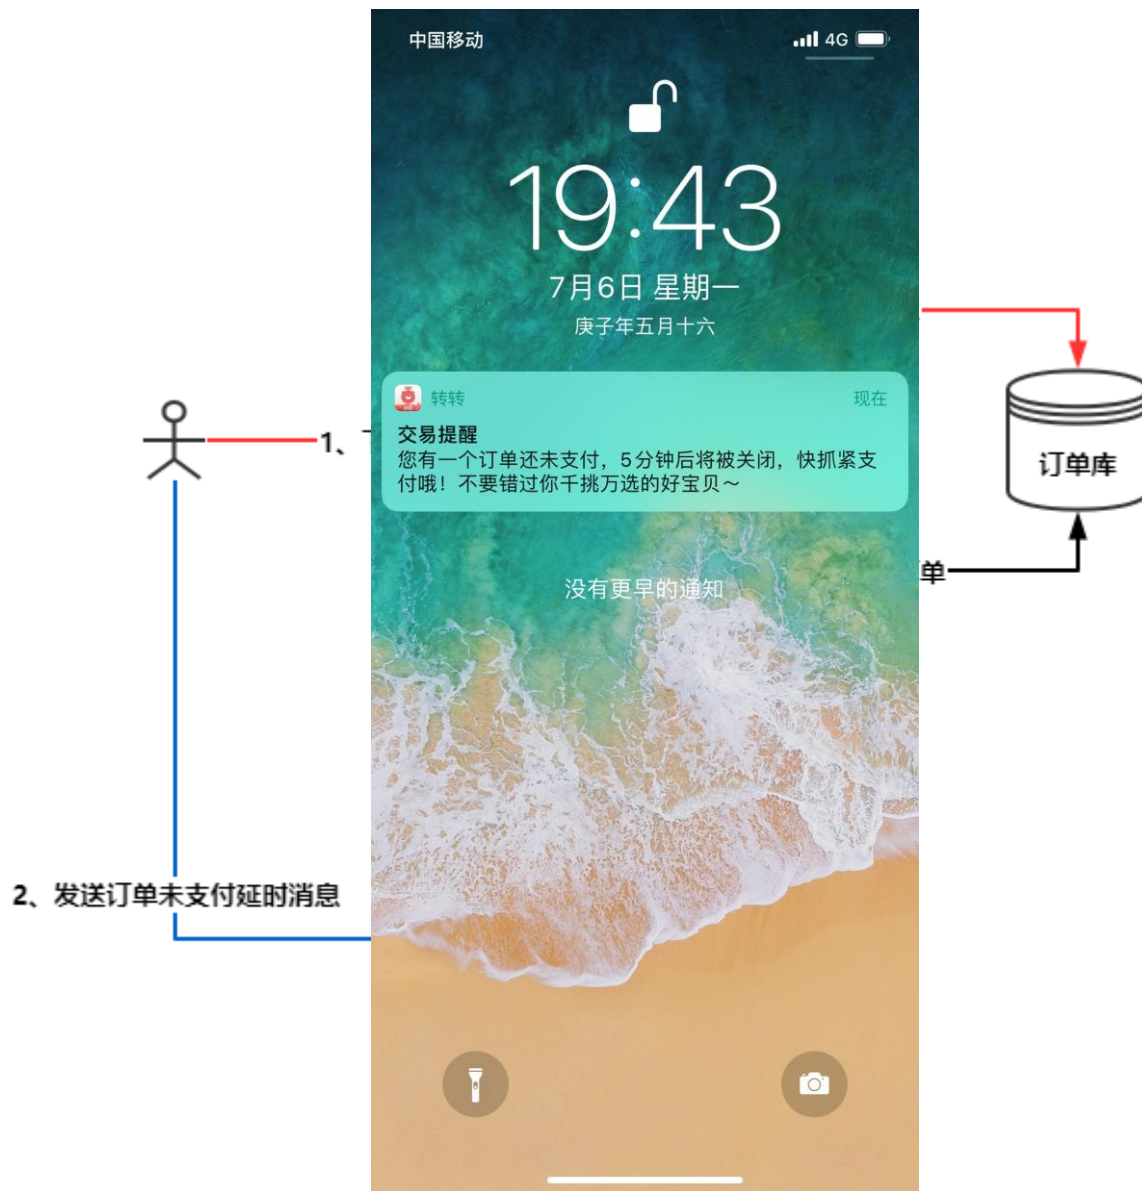 中国移动
4G
19:43
7月6日 星期一
庚子年五月十六
转转
现在
交易提醒
您有一个订单还未支付，5分钟后将被关闭，快抓紧支
付哦！不要错过你千挑万选的好宝贝～
没有更早的通知
1、
订单库
单
2、发送订单未支付延时消息